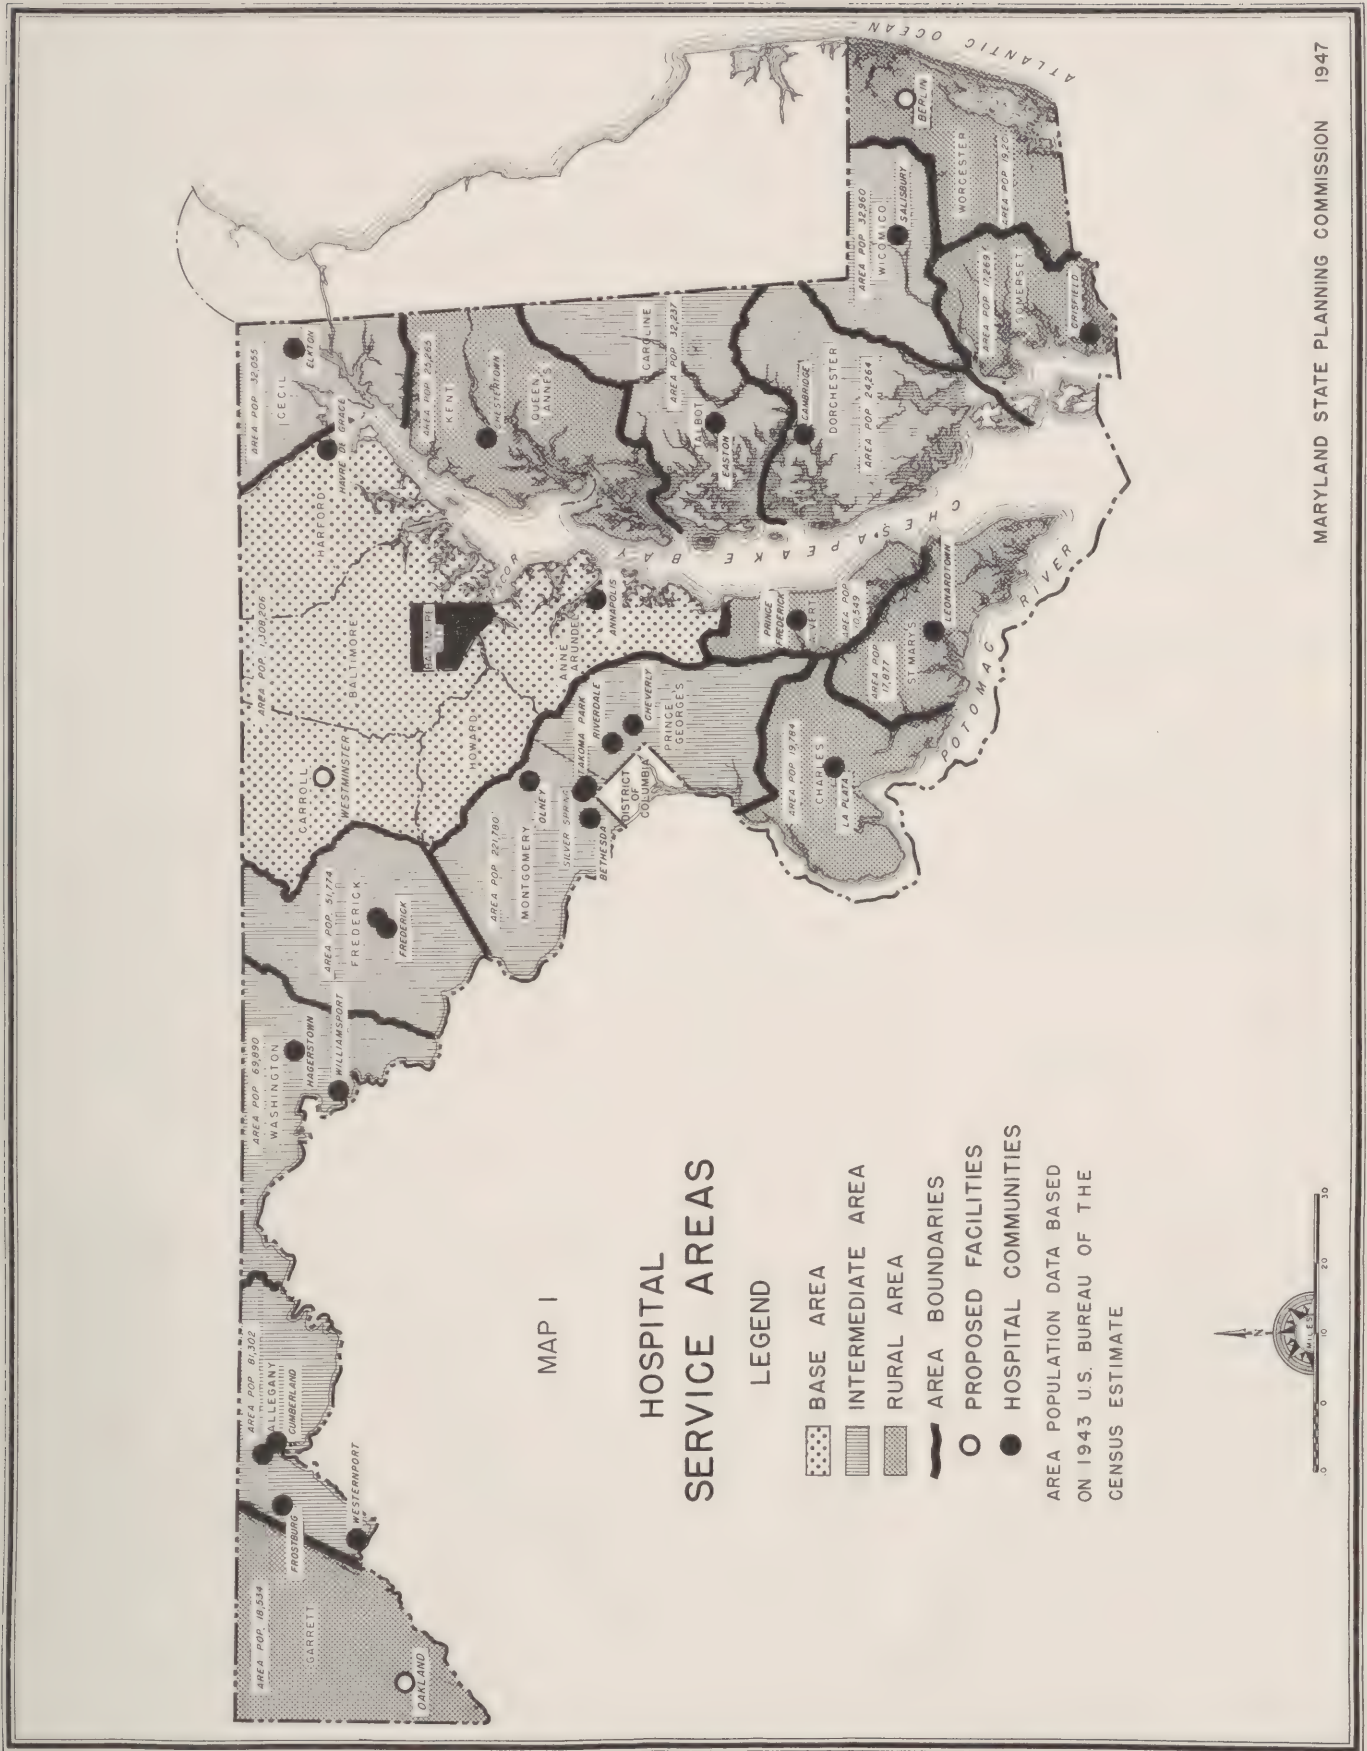 MAP I
HOSPITAL
SERVICE AREAS
LEGEND
BASE AREA
INTERMEDIATE AREA
RURAL AREA
AREA BOUNDARIES
PROPOSED FACILITIES
HOSPITAL COMMUNITIES
AREA POPULATION DATA BASED
ON 1943 U.S. BUREAU OF THE
CENSUS ESTIMATE
AREA POP. 18,534
GARRETT
OAKLAND
FROSTBURG
WESTERNPORT
AREA POP 81,302
ALLEGANY
CUMBERLAND
AREA POP 69,890
WASHINGTON
HAGERSTOWN
WILLIAMSPORT
AREA POP. 51,774
FREDERICK
FREDERICK
CARROLL
WESTMINSTER
AREA POP. 1,308,206
BALTIMORE
HARFORD
HAVRE DE GRACE
HOWARD
ANNE
ARUNDEL
ANNAPOLIS
AREA POP 32,055
CECIL
ELKTON
AREA POP 221,780
MONTGOMERY
OLNEY
SILVER SPRING
BETHESDA
TAKOMA PARK
RIVERDALE
CHEVERLY
PRINCE
GEORGE'S
DISTRICT
OF
COLUMBIA
AREA POP 25,265
KENT
CHESTERTOWN
QUEEN
ANNES
CAROLINE
AREA POP 32,237
TALBOT
EASTON
CAMBRIDGE
DORCHESTER
AREA POP 24,264
AREA POP 32,960
WICOMICO
SALISBURY
BERLIN
WORCESTER
AREA POP
AREA POP 17,269
SOMERSET
CRISFIELD
PRINCE
FREDERICK
AREA POP
AREA POP
17,877
ST MARY'S
LEONARDTOWN
AREA POP 19,784
CHARLES
LA PLATA
CHESAPEAKE BAY
POTOMAC RIVER
ATLANTIC OCEAN
N
MILES
10 0 10 20 30
MARYLAND STATE PLANNING COMMISSION 1947